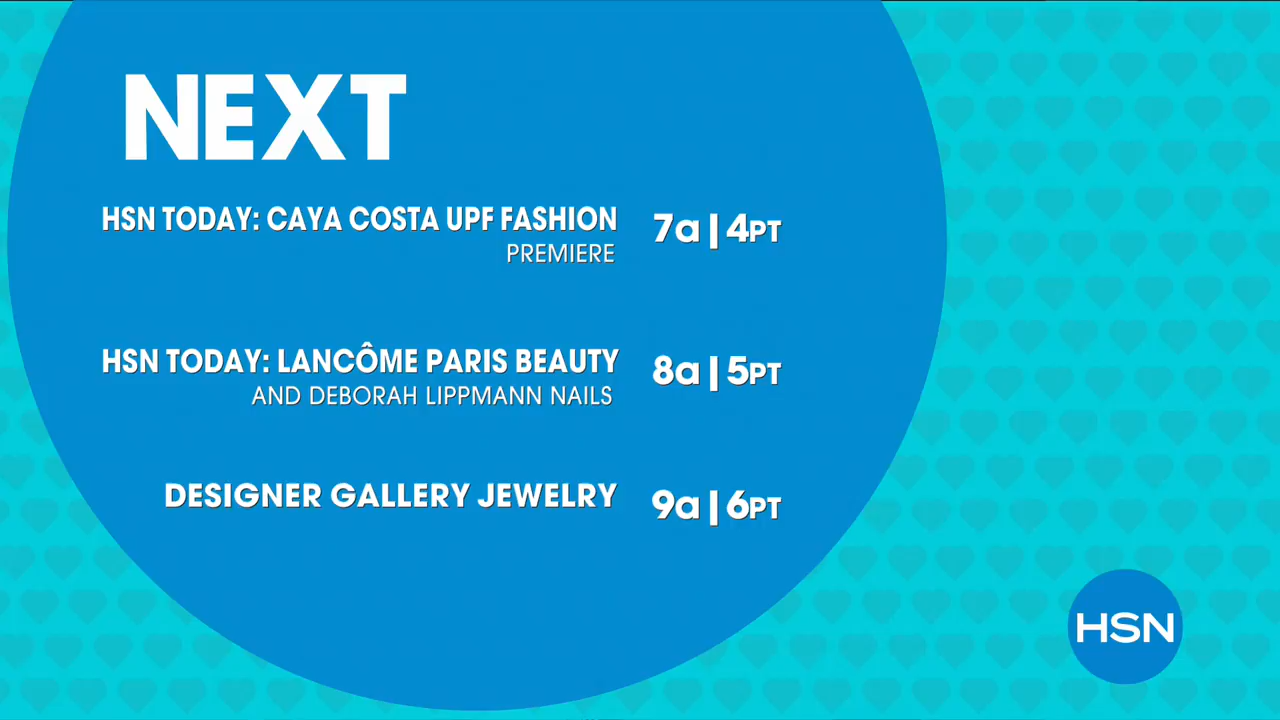 NEXT
HSN TODAY: CAYA COSTA UPF FASHION 7a | 4PT
PREMIERE
HSN TODAY: LANCÔME PARIS BEAUTY 8a | 5PT
AND DEBORAH LIPPMANN NAILS
DESIGNER GALLERY JEWELRY 9a | 6PT
HSN